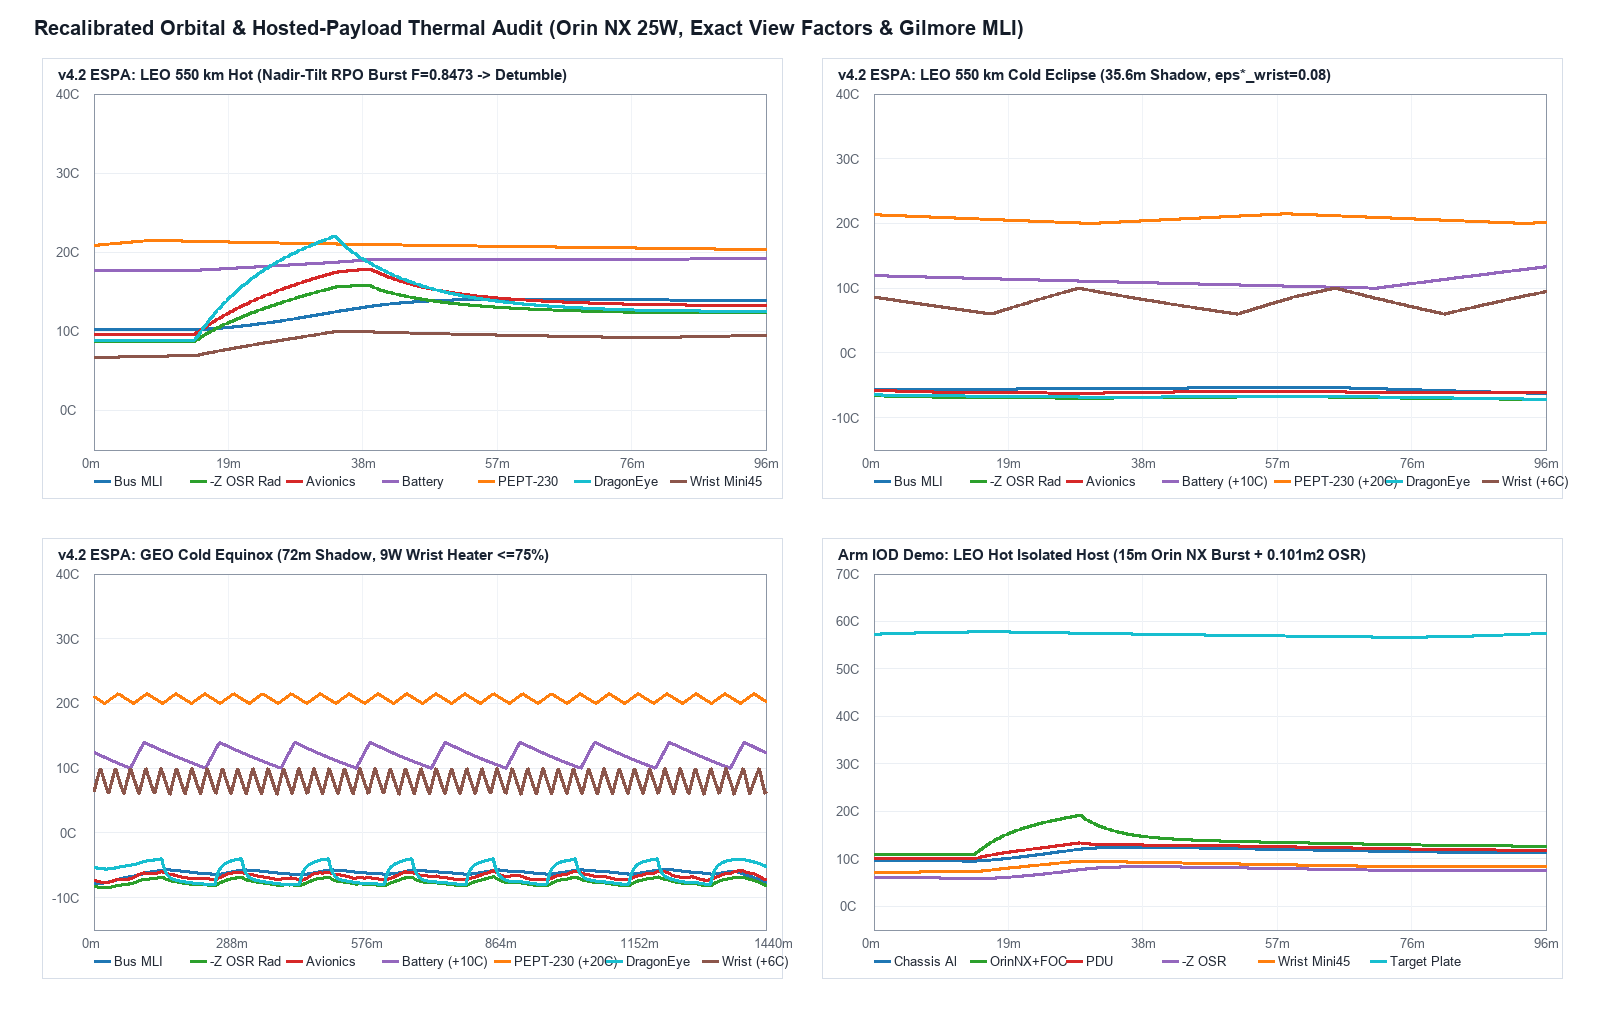 Recalibrated Orbital & Hosted-Payload Thermal Audit (Orin NX 25W, Exact View Factors & Gilmore MLI)
v4.2 ESPA: LEO 550 km Hot (Nadir-Tilt RPO Burst F=0.8473 -> Detumble)
40C
30C
20C
10C
0C
0m 19m 38m 57m 76m 96m
Bus MLI -Z OSR Rad Avionics Battery PEPT-230 DragonEye Wrist Mini45
v4.2 ESPA: LEO 550 km Cold Eclipse (35.6m Shadow, eps*_wrist=0.08)
40C
30C
20C
10C
0C
-10C
0m 19m 38m 57m 76m 96m
Bus MLI -Z OSR Rad Avionics Battery (+10C) PEPT-230 (+20C) DragonEye Wrist (+6C)
v4.2 ESPA: GEO Cold Equinox (72m Shadow, 9W Wrist Heater <=75%)
40C
30C
20C
10C
0C
-10C
0m 288m 576m 864m 1152m 1440m
Bus MLI -Z OSR Rad Avionics Battery (+10C) PEPT-230 (+20C) DragonEye Wrist (+6C)
Arm IOD Demo: LEO Hot Isolated Host (15m Orin NX Burst + 0.101m2 OSR)
70C
60C
50C
40C
30C
20C
10C
0C
0m 19m 38m 57m 76m 96m
Chassis Al OrinNX+FOC PDU -Z OSR Wrist Mini45 Target Plate